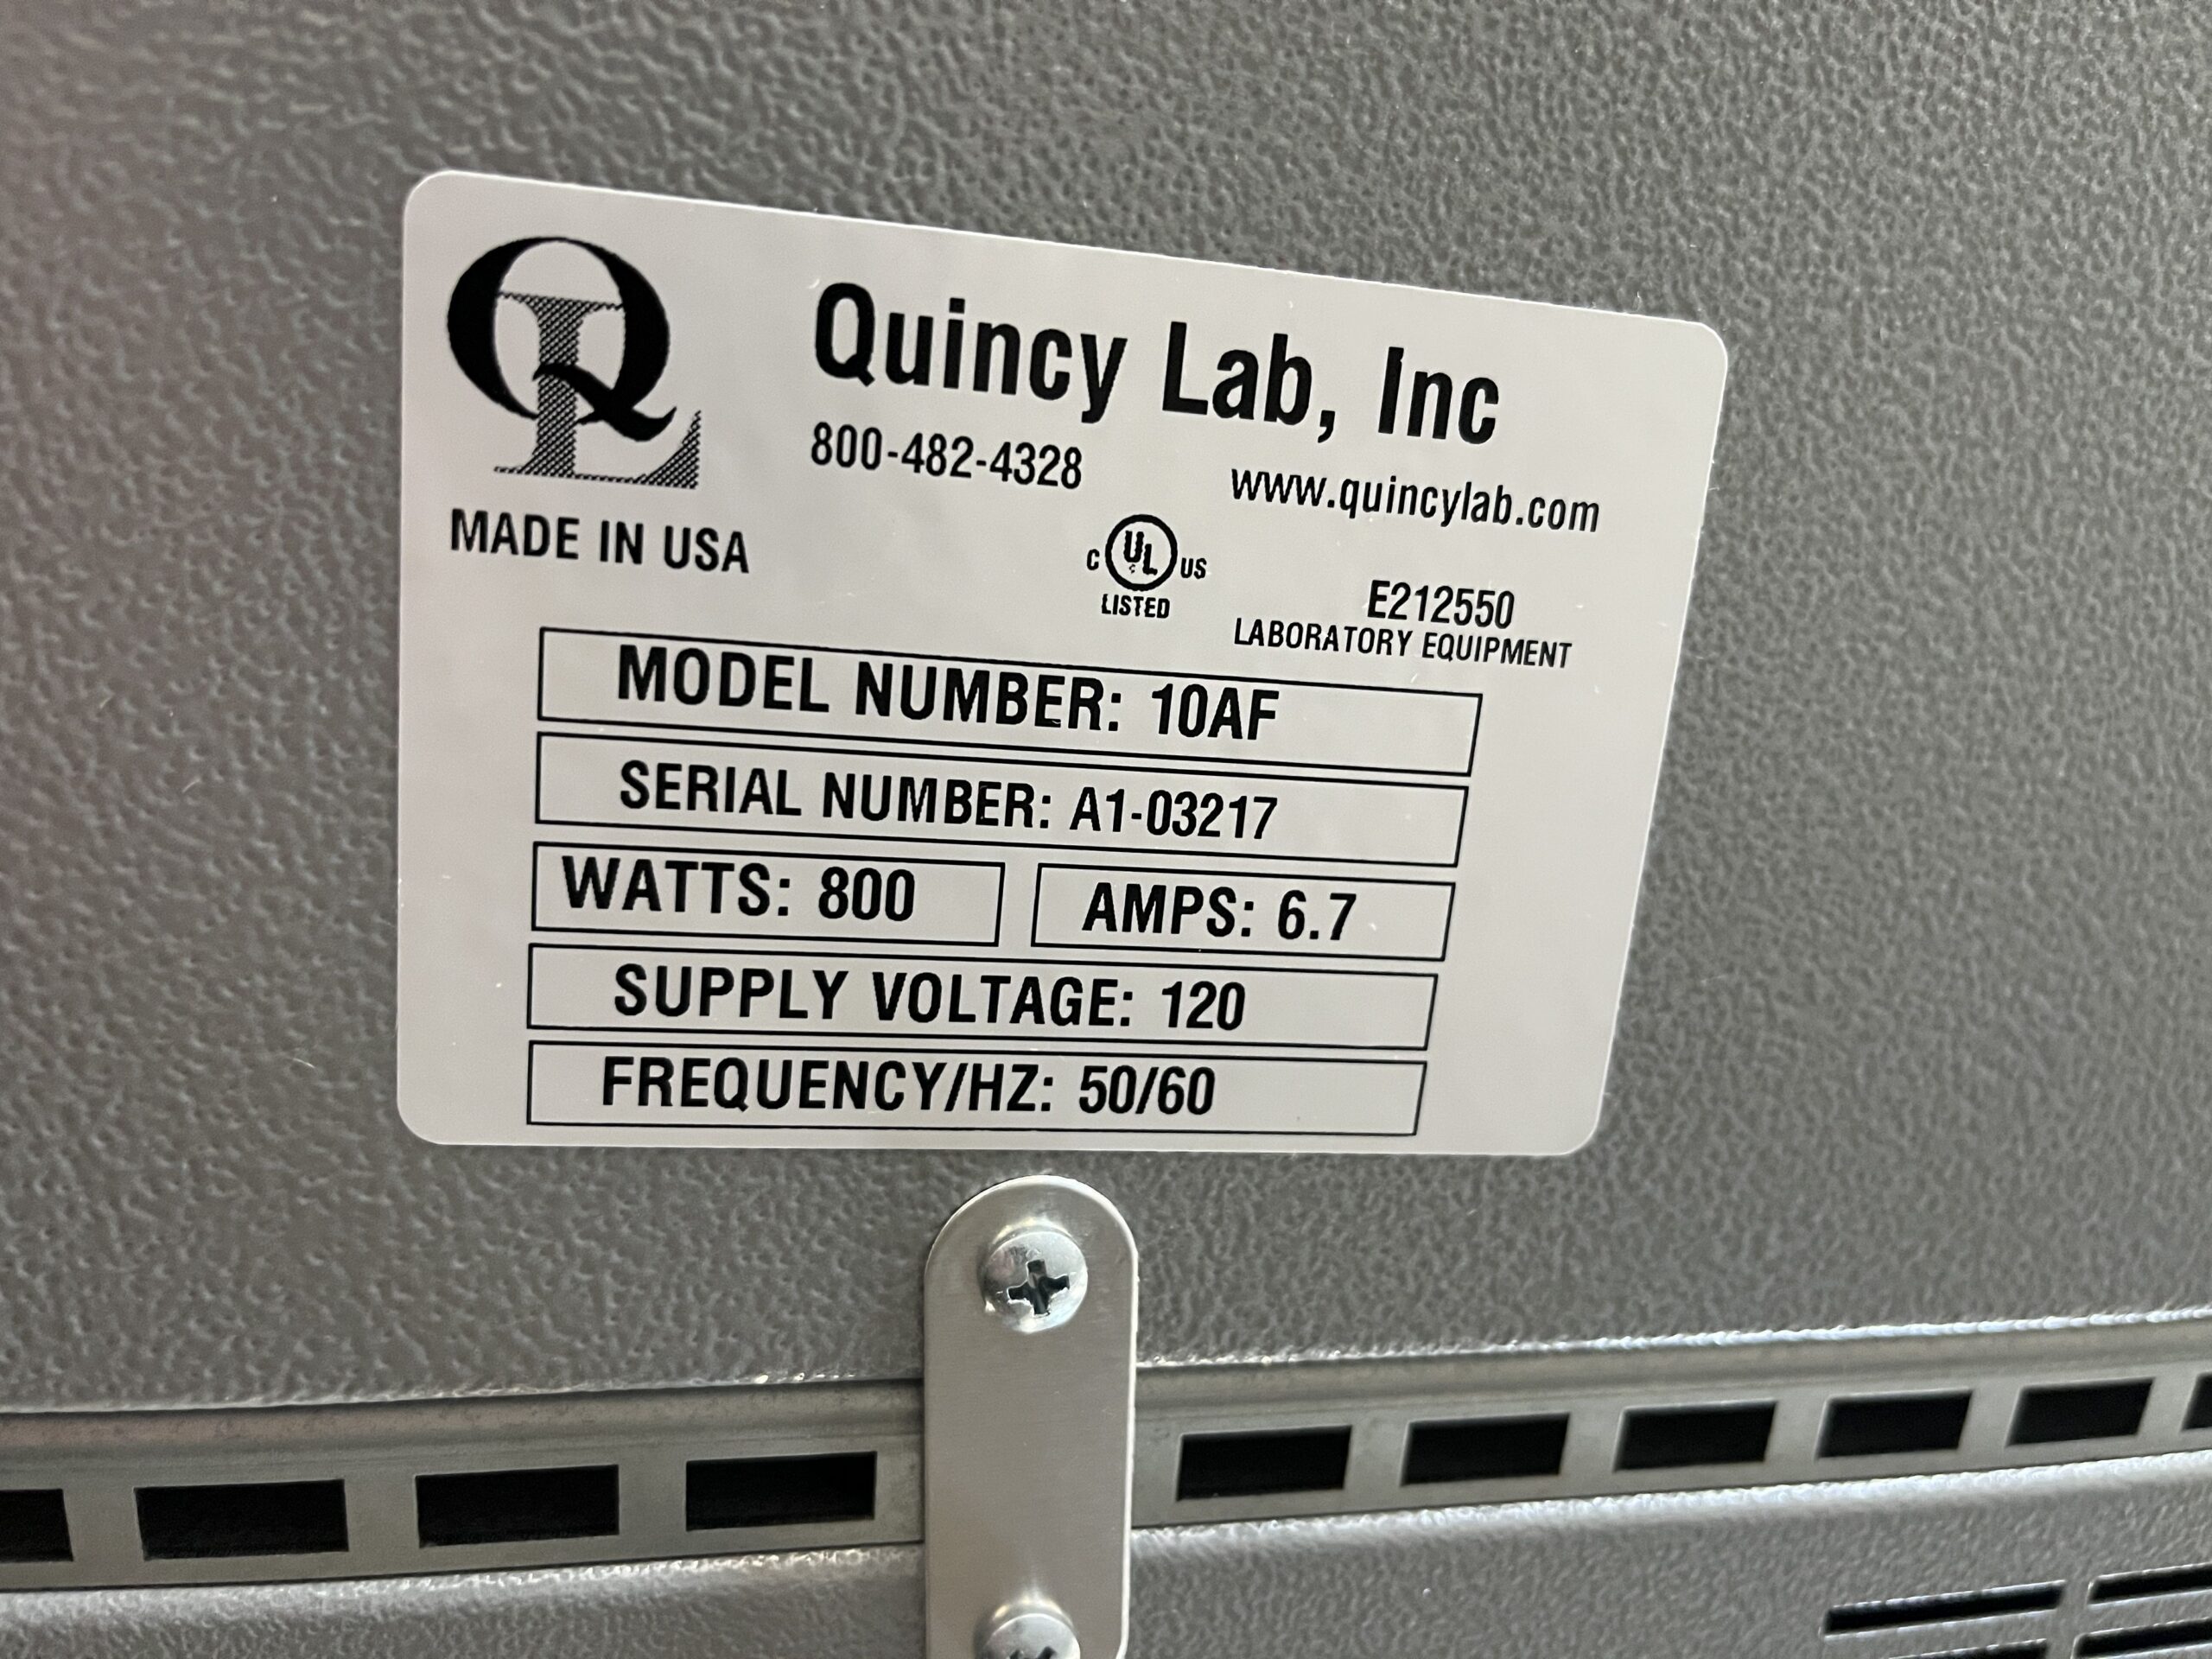 QL
Quincy Lab, Inc
800-482-4328
www.quincylab.com
MADE IN USA
C UL US
LISTED
E212550
LABORATORY EQUIPMENT
MODEL NUMBER: 10AF
SERIAL NUMBER: A1-03217
WATTS: 800
AMPS: 6.7
SUPPLY VOLTAGE: 120
FREQUENCY/HZ: 50/60